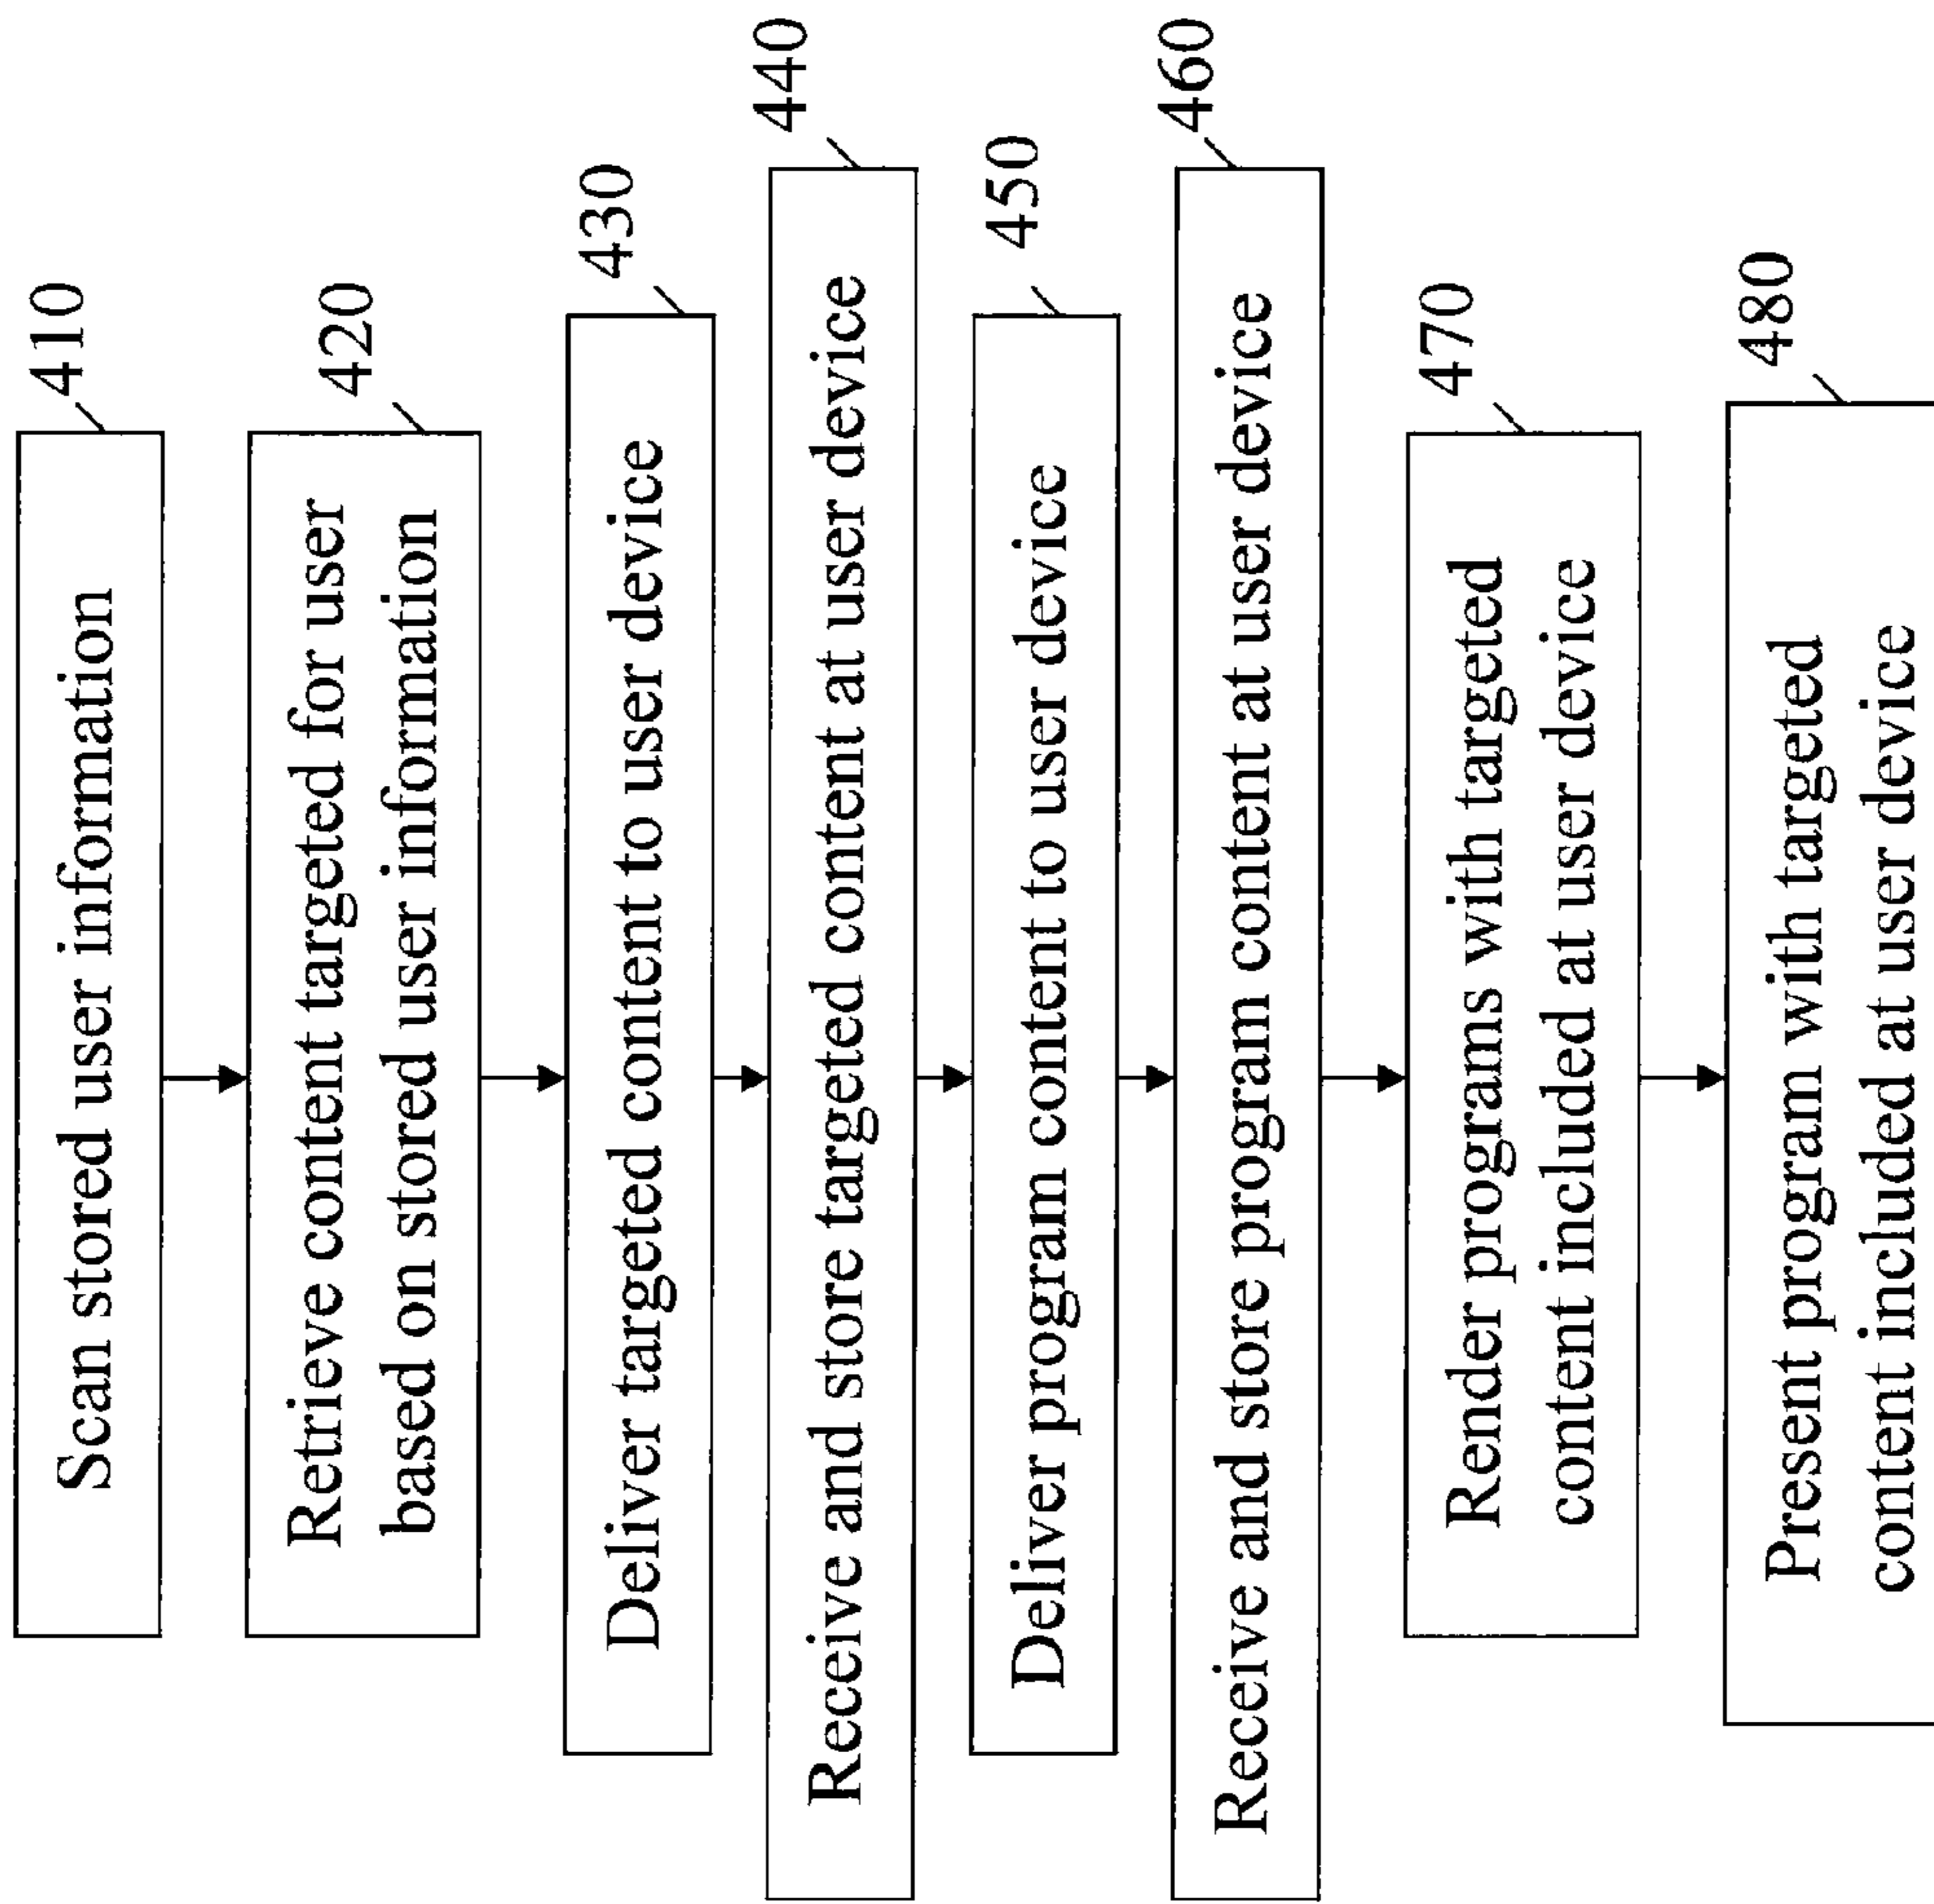 410
Scan stored user information
420
Retrieve content targeted for user
based on stored user information
430
Deliver targeted content to user device
440
Receive and store targeted content at user device
450
Deliver program content to user device
460
Receive and store program content at user device
470
Render programs with targeted
content included at user device
480
Present program with targeted
content included at user device